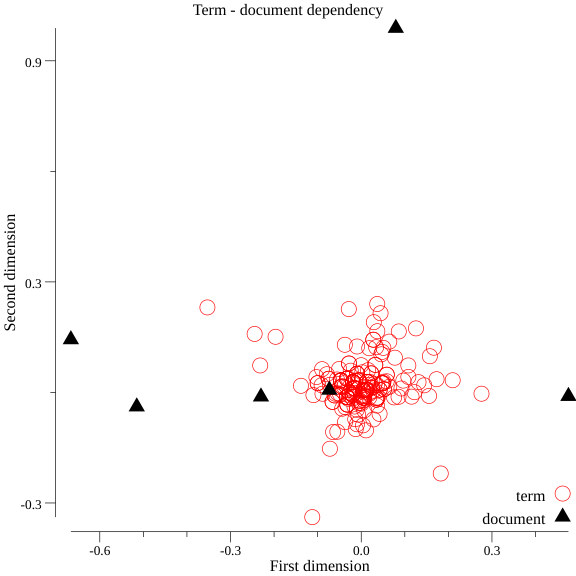 Term - document dependency
0.9
0.3
-0.3
Second dimension
term
document
-0.6
-0.3
0.0
0.3
First dimension